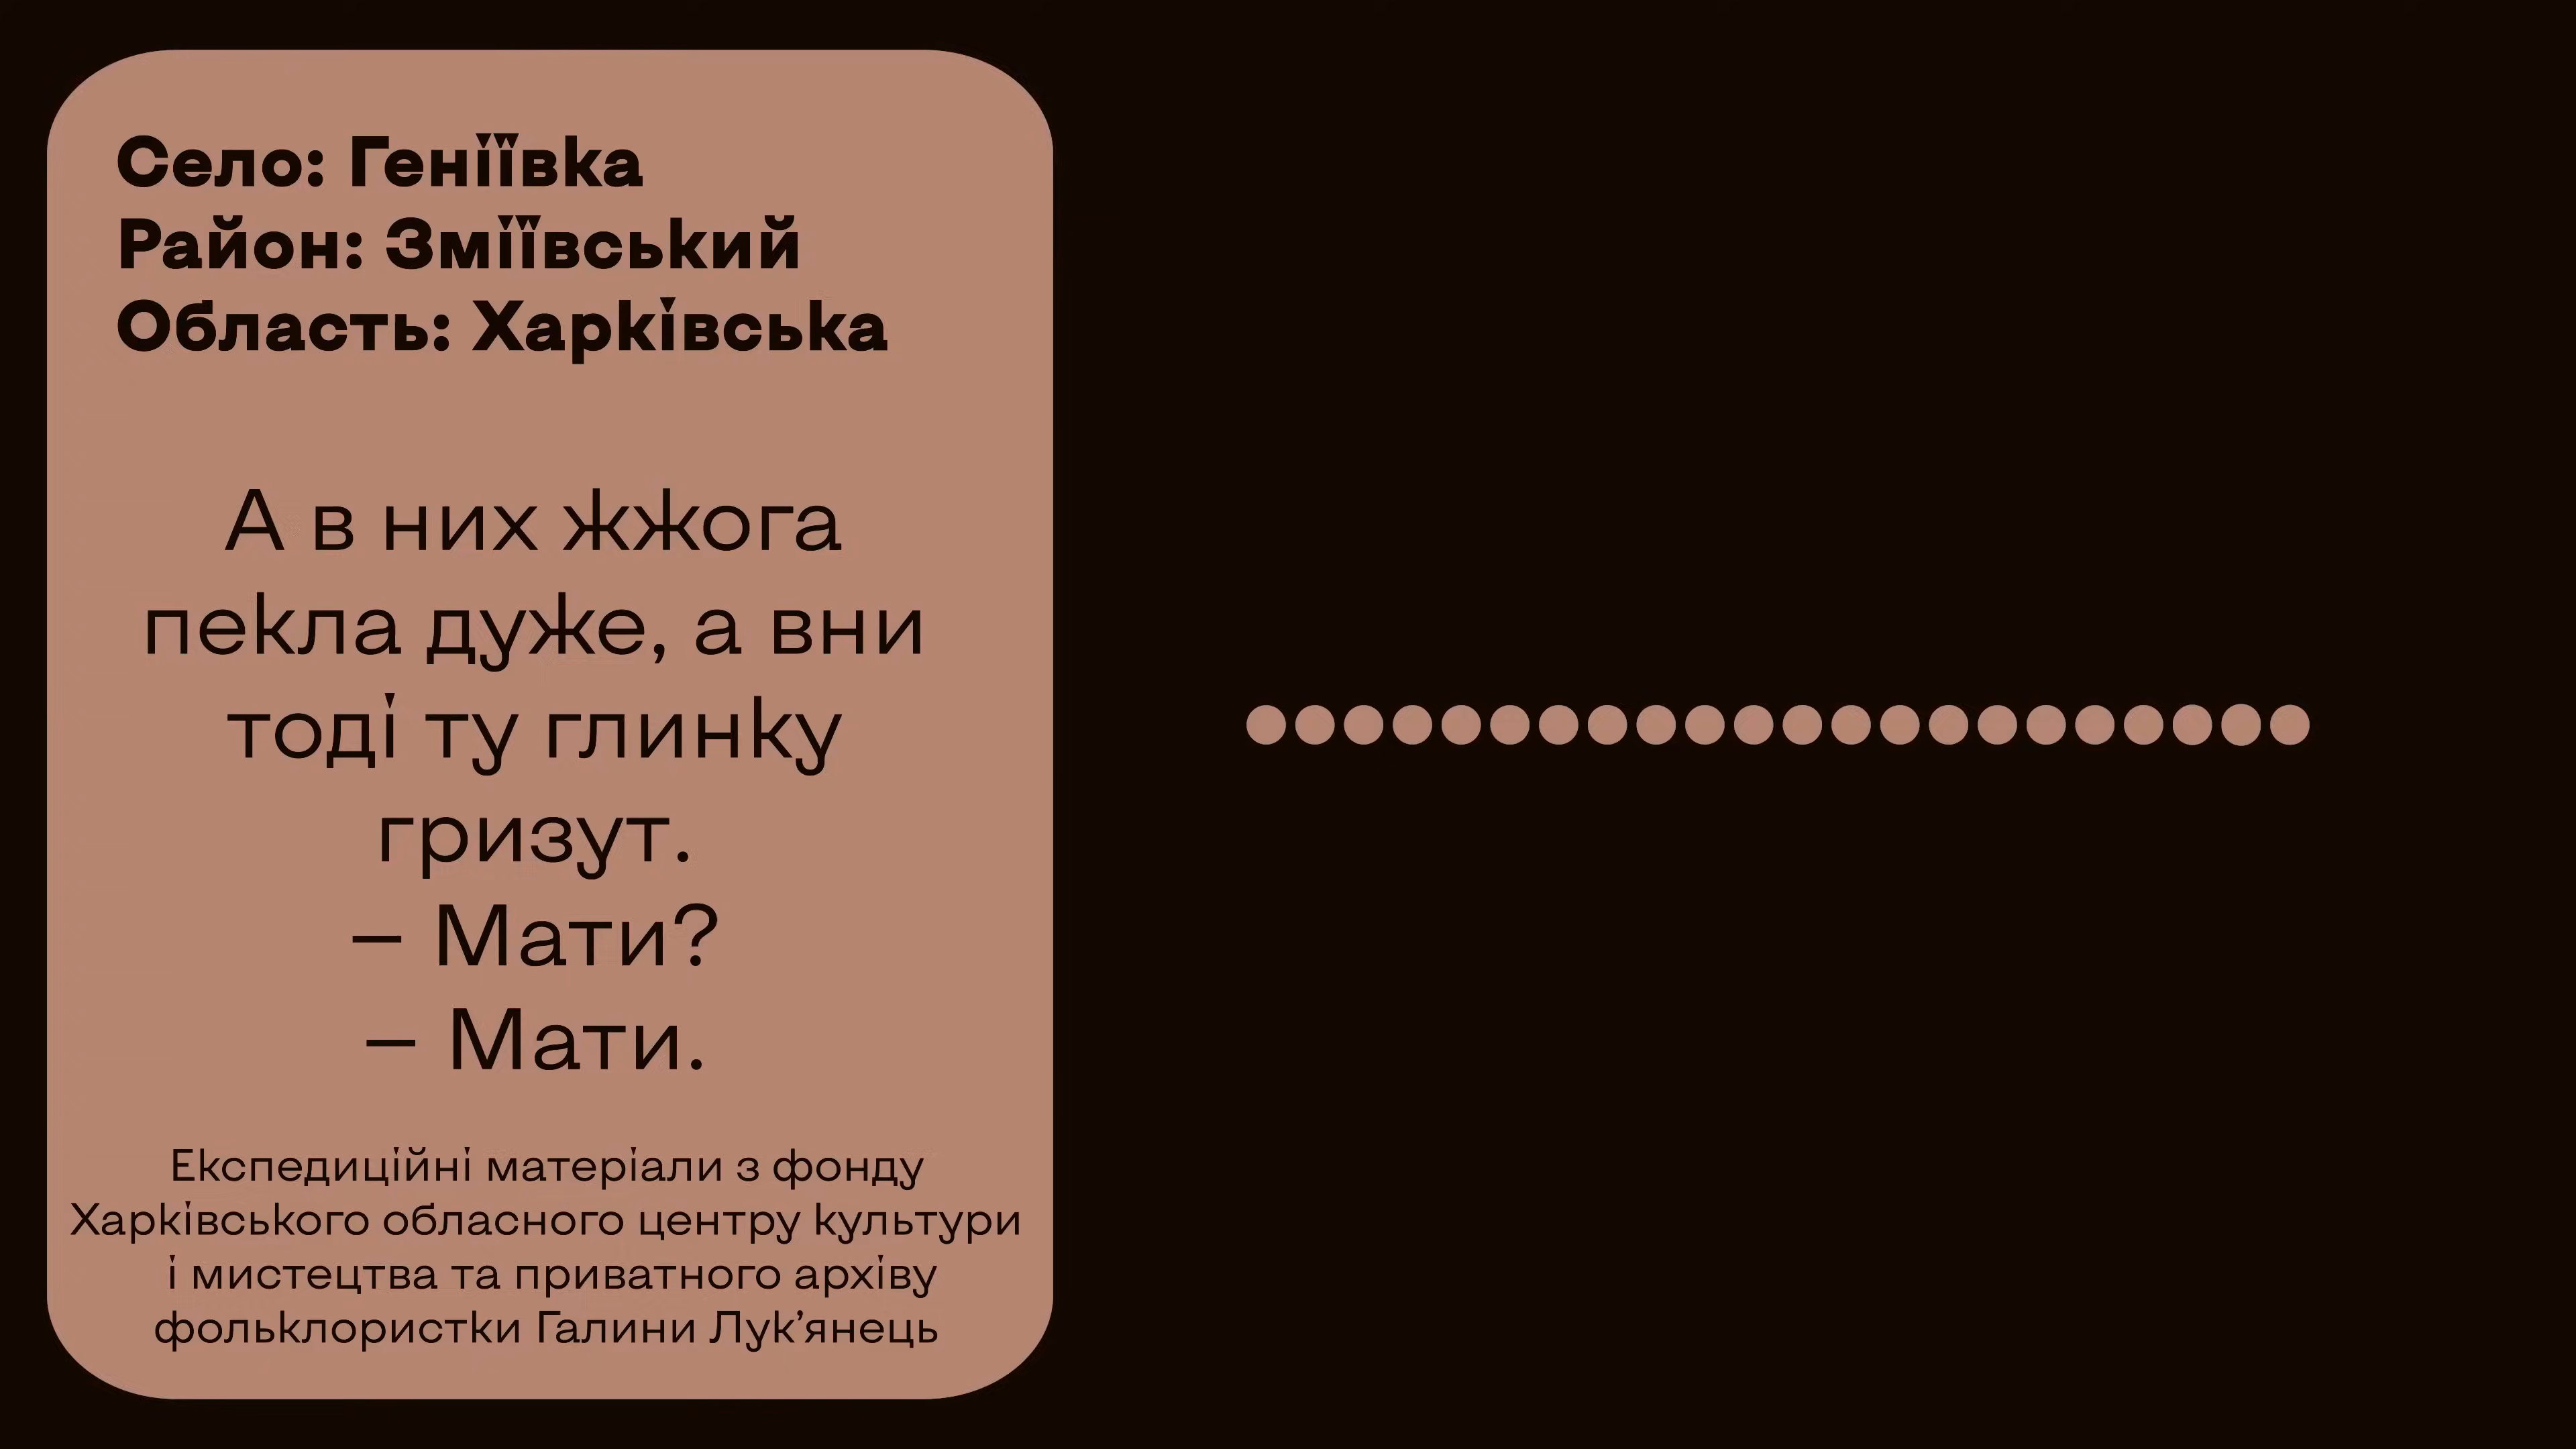 Село: Геніївка
Район: Зміївський
Область: Харківська
А в них жжога
пекла дуже, а вни
тоді ту глинку
гризут.
– Мати?
– Мати.
Експедиційні матеріали з фонду
Харківського обласного центру культури
і мистецтва та приватного архіву
фольклористки Галини Лук’янець